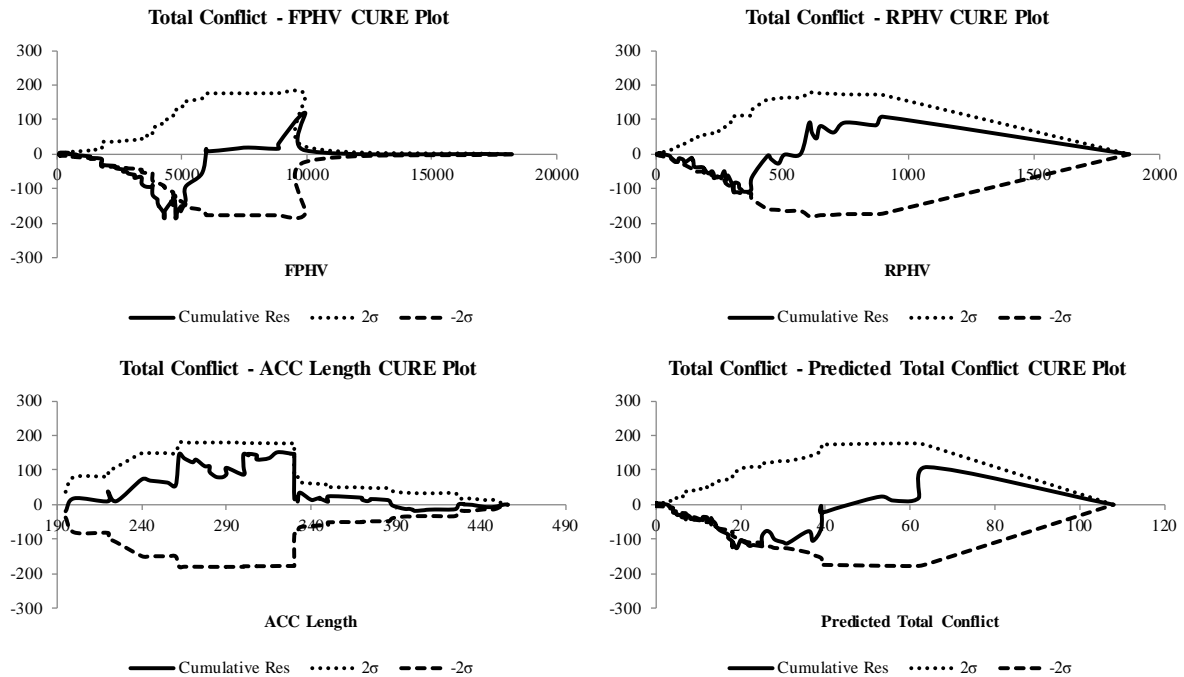 Total Conflict - FPHV CURE Plot
300
200
100
0
-100
-200
-300
0 5000 10000 15000 20000
FPHV
Cumulative Res 2σ -2σ
Total Conflict - RPHV CURE Plot
300
200
100
0
-100
-200
-300
0 500 1000 1500 2000
RPHV
Cumulative Res 2σ -2σ
Total Conflict - ACC Length CURE Plot
300
200
100
0
-100
-200
-300
190 240 290 340 390 440 490
ACC Length
Cumulative Res 2σ -2σ
Total Conflict - Predicted Total Conflict CURE Plot
300
200
100
0
-100
-200
-300
0 20 40 60 80 100 120
Predicted Total Conflict
Cumulative Res 2σ -2σ